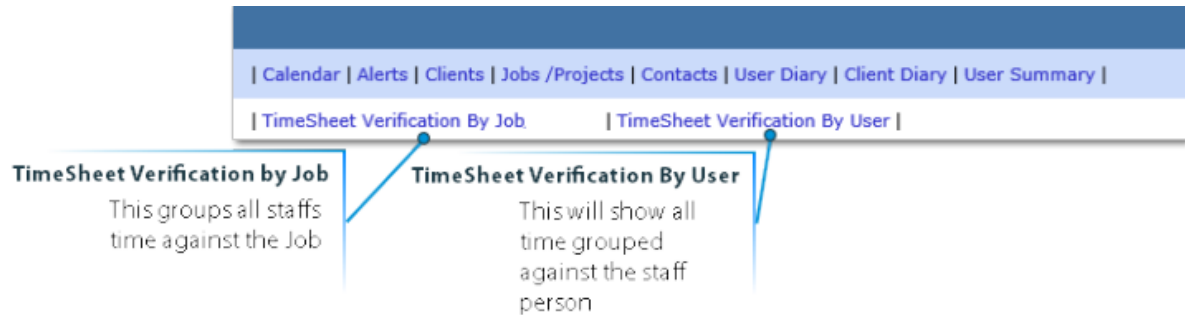 | Calendar | Alerts | Clients | Jobs /Projects | Contacts | User Diary | Client Diary | User Summary |
| TimeSheet Verification By Job | TimeSheet Verification By User |
TimeSheet Verification by Job
This groups all staffs
time against the Job
TimeSheet Verification By User
This will show all
time grouped
against the staff
person